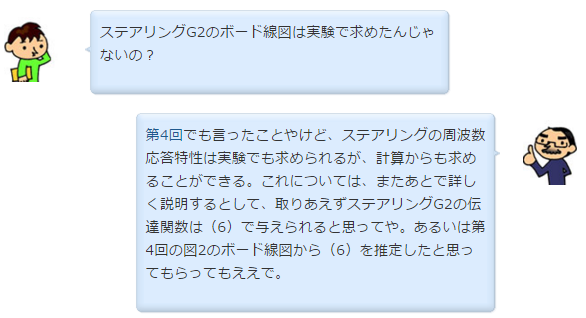 ステアリングG2のボード線図は実験で求めたんじゃ
ないの？
第4回でも言ったことやけど、ステアリングの周波数
応答特性は実験でも求められるが、計算からも求め
ることができる。これについては、またあとで詳し
く説明するとして、取りあえずステアリングG2の伝
達関数は（6）で与えられると思ってや。あるいは第
4回の図2のボード線図から（6）を推定したと思っ
てもらってもええで。